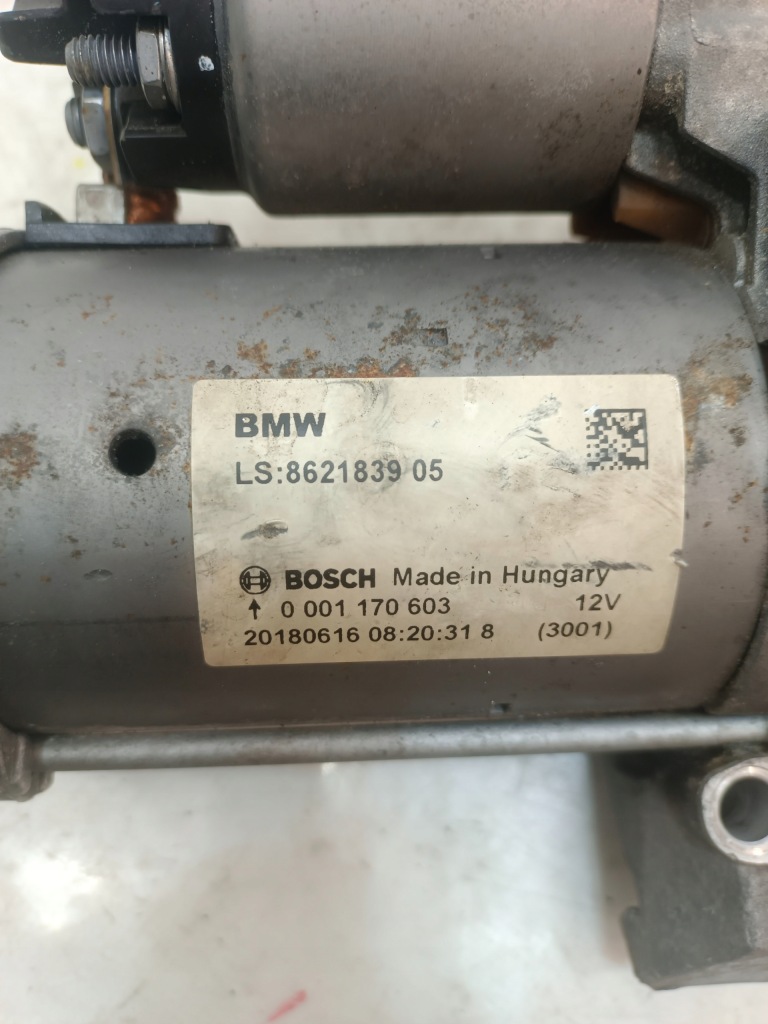 BMW
LS:8621839 05
BOSCH Made in Hungary
0 001 170 603 12V
20180616 08:20:31 8 (3001)